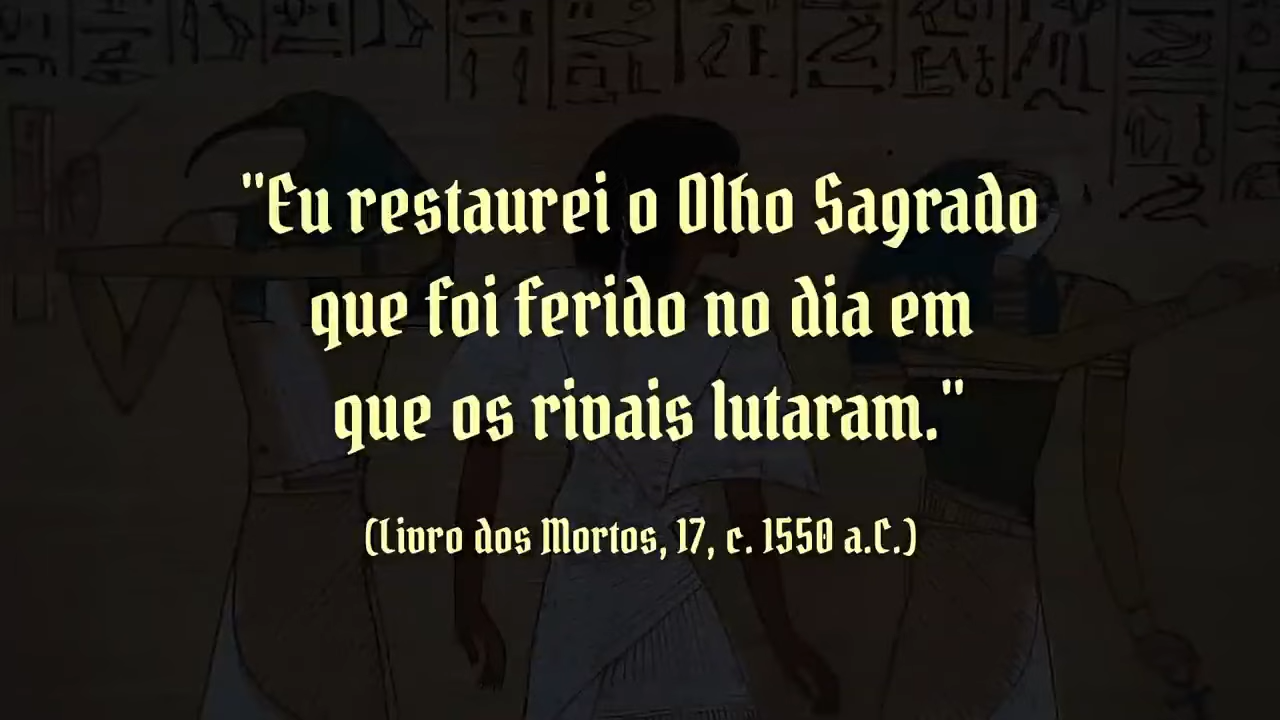 "Eu restaurei o Olho Sagrado
que foi ferido no dia em
que os rivais lutaram."
(Livro dos Mortos, 17, c. 1550 a.C.)